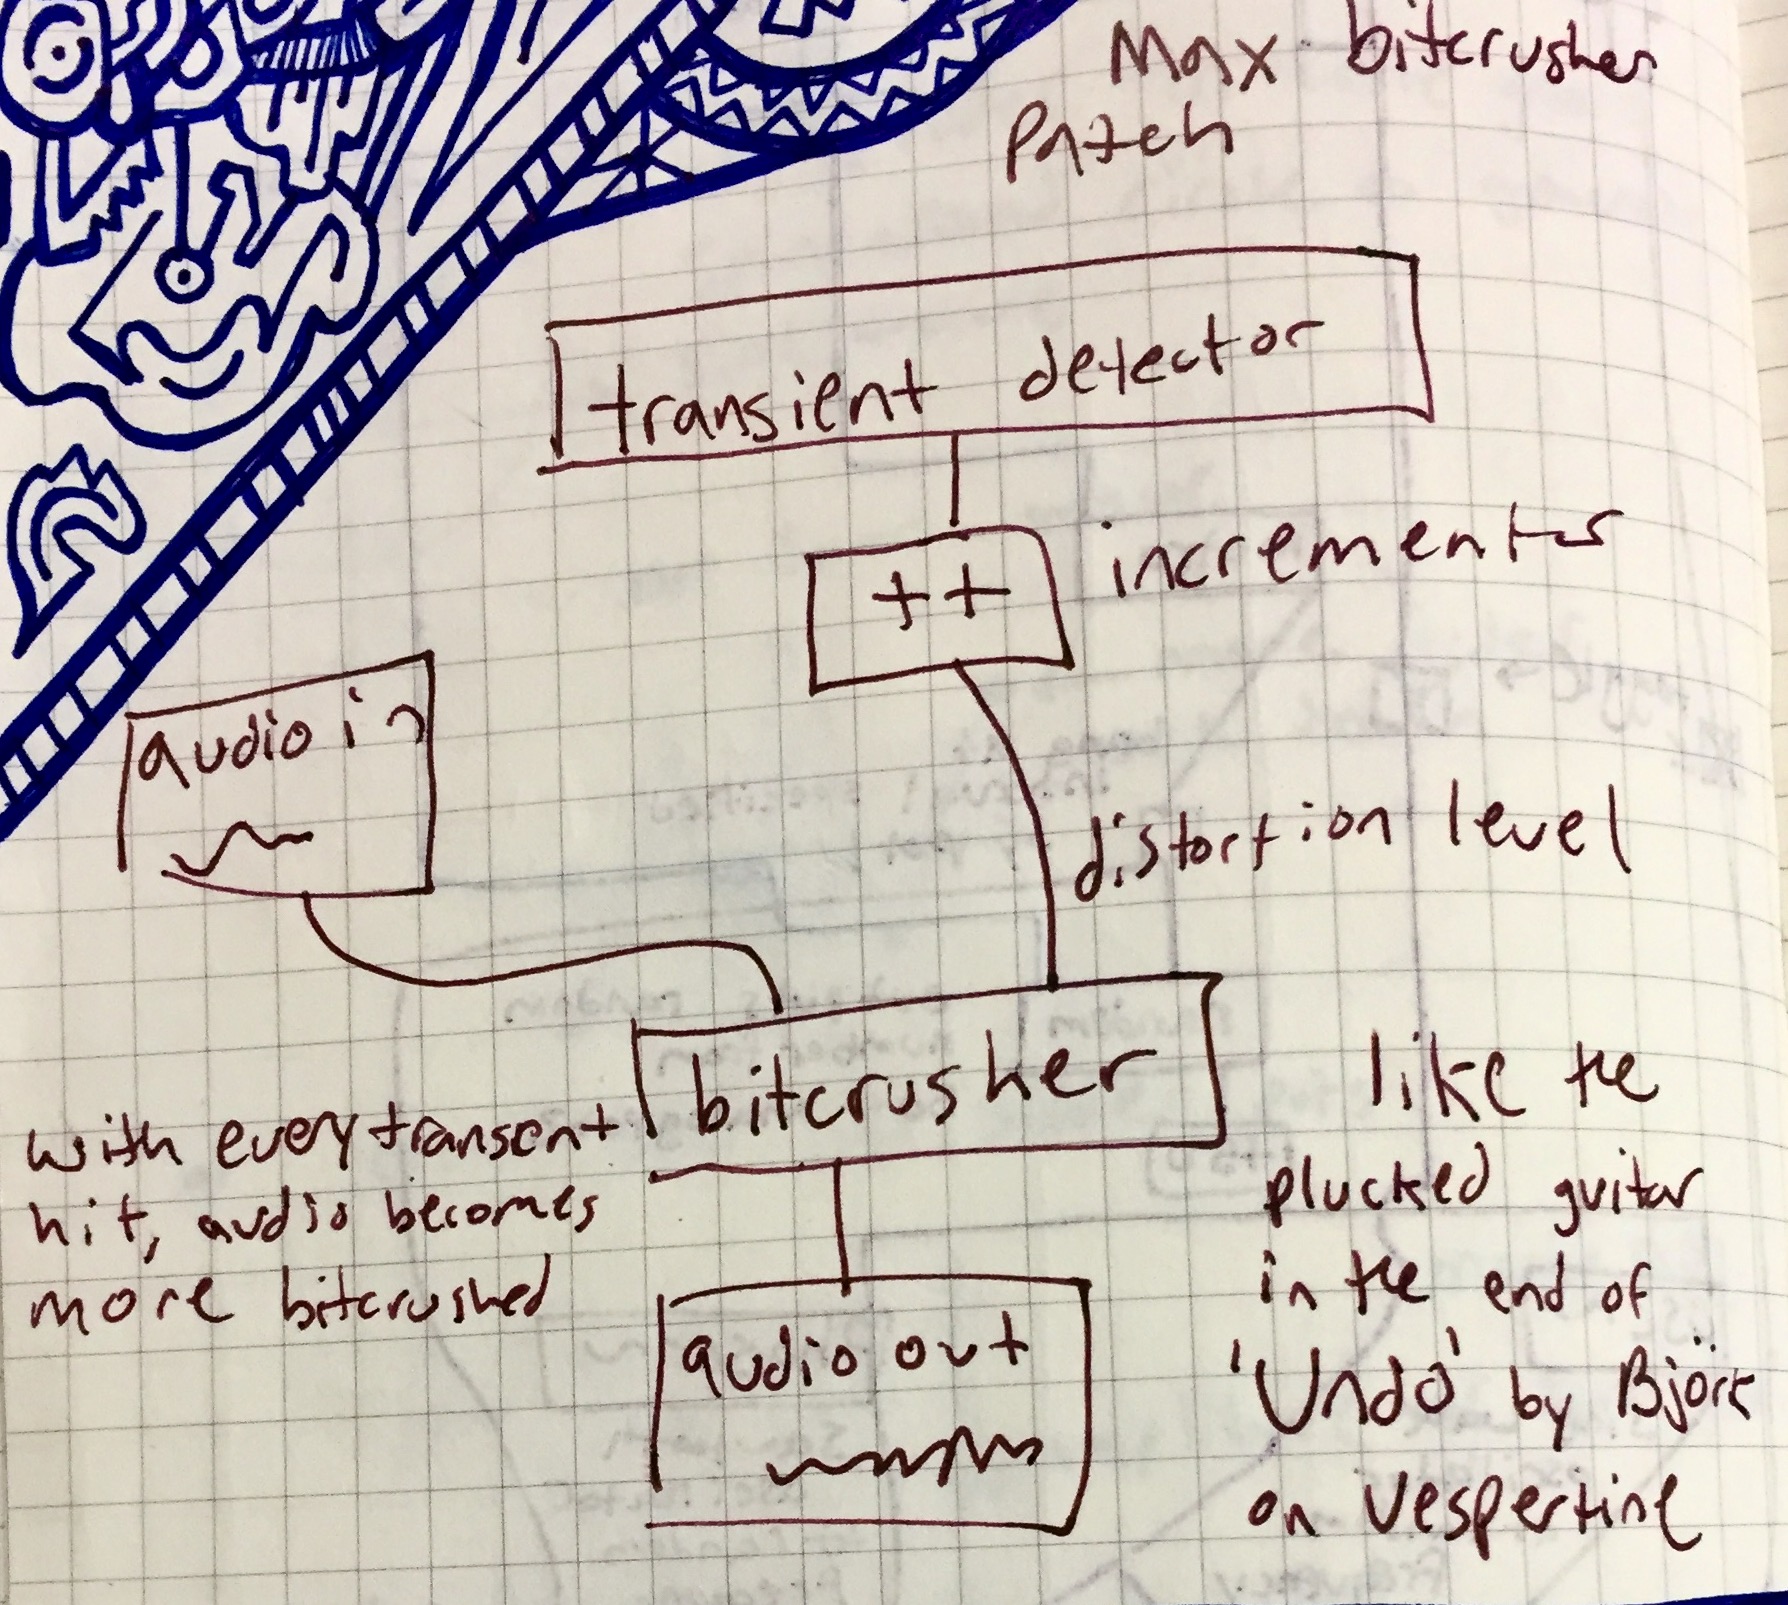 Max bitcrusher
Patch
transient detector
++
incrementer
audio in
distortion level
bitcrusher
with every transent
hit, audio becomes
more bitcrushed
audio out
like the
plucked guitar
in the end of
'Undo' by Björk
on Vespertine